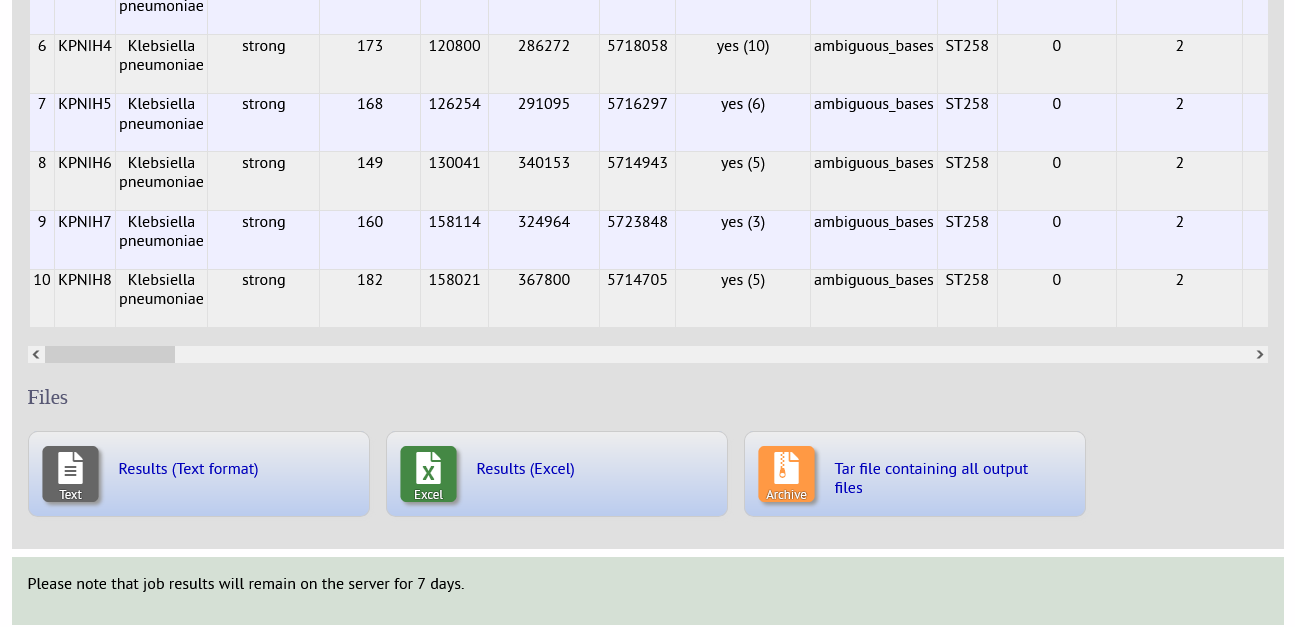 pneumoniae
6 KPNIH4 Klebsiella strong 173 120800 286272 5718058 yes (10) ambiguous_bases ST258 0 2
pneumoniae
7 KPNIH5 Klebsiella strong 168 126254 291095 5716297 yes (6) ambiguous_bases ST258 0 2
pneumoniae
8 KPNIH6 Klebsiella strong 149 130041 340153 5714943 yes (5) ambiguous_bases ST258 0 2
pneumoniae
9 KPNIH7 Klebsiella strong 160 158114 324964 5723848 yes (3) ambiguous_bases ST258 0 2
pneumoniae
10 KPNIH8 Klebsiella strong 182 158021 367800 5714705 yes (5) ambiguous_bases ST258 0 2
pneumoniae
Files
Text
Results (Text format)
Excel
Results (Excel)
Archive
Tar file containing all output
files
Please note that job results will remain on the server for 7 days.